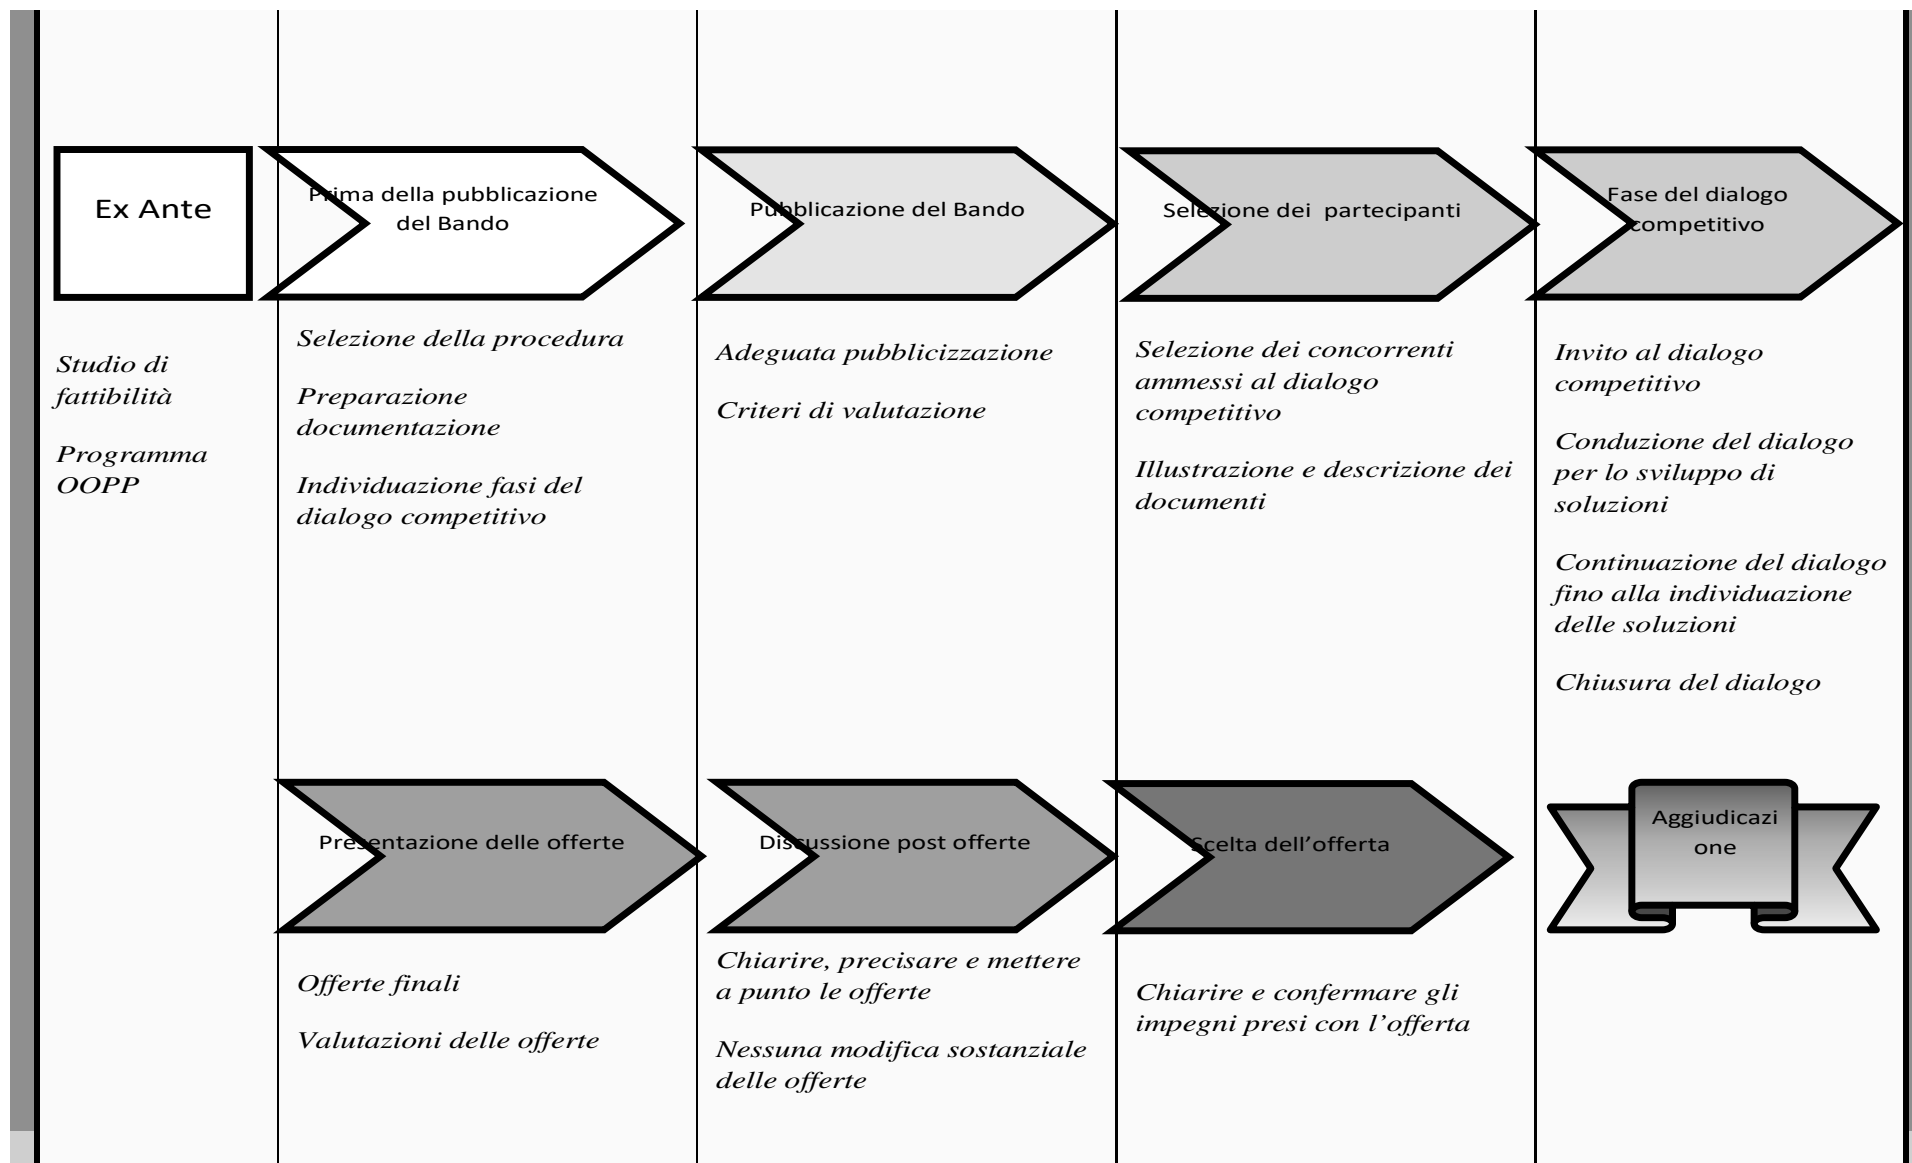 Ex Ante
Prima della pubblicazione
del Bando
Pubblicazione del Bando
Selezione dei  partecipanti
Fase del dialogo
competitivo
Studio di
fattibilità
Programma
OOPP
Selezione della procedura
Preparazione
documentazione
Individuazione fasi del
dialogo competitivo
Adeguata pubblicizzazione
Criteri di valutazione
Selezione dei concorrenti
ammessi al dialogo
competitivo
Illustrazione e descrizione dei
documenti
Invito al dialogo
competitivo
Conduzione del dialogo
per lo sviluppo di
soluzioni
Continuazione del dialogo
fino alla individuazione
delle soluzioni
Chiusura del dialogo
Presentazione delle offerte
Discussione post offerte
Scelta dell’offerta
Aggiudicazi
one
Offerte finali
Valutazioni delle offerte
Chiarire, precisare e mettere
a punto le offerte
Nessuna modifica sostanziale
delle offerte
Chiarire e confermare gli
impegni presi con l’offerta